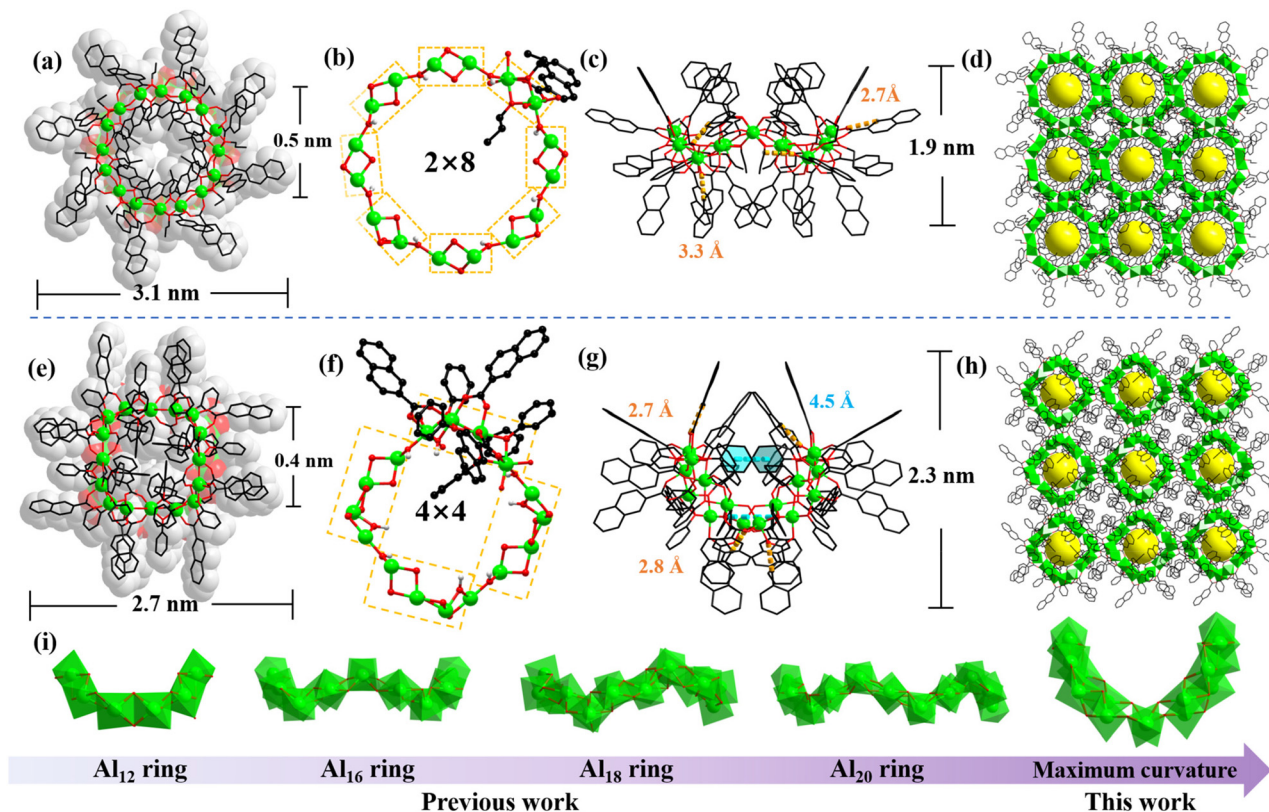 (a)
0.5 nm
3.1 nm
(b)
2×8
(c)
2.7Å
3.3 Å
1.9 nm
(d)
(e)
0.4 nm
2.7 nm
(f)
4×4
(g)
2.7 Å
4.5 Å
2.8 Å
2.3 nm
(h)
(i)
Al₁₂ ring
Al₁₆ ring
Al₁₈ ring
Al₂₀ ring
Maximum curvature
Previous work
This work